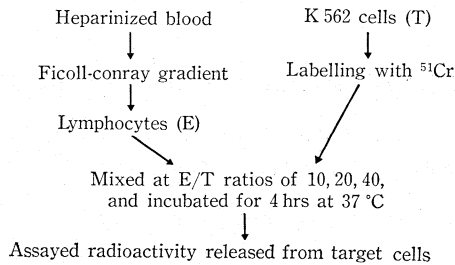 Heparinized blood
K 562 cells (T)
Ficoll-conray gradient
Labelling with ⁵¹Cr
Lymphocytes (E)
Mixed at E/T ratios of 10, 20, 40,
and incubated for 4 hrs at 37 °C
Assayed radioactivity released from target cells